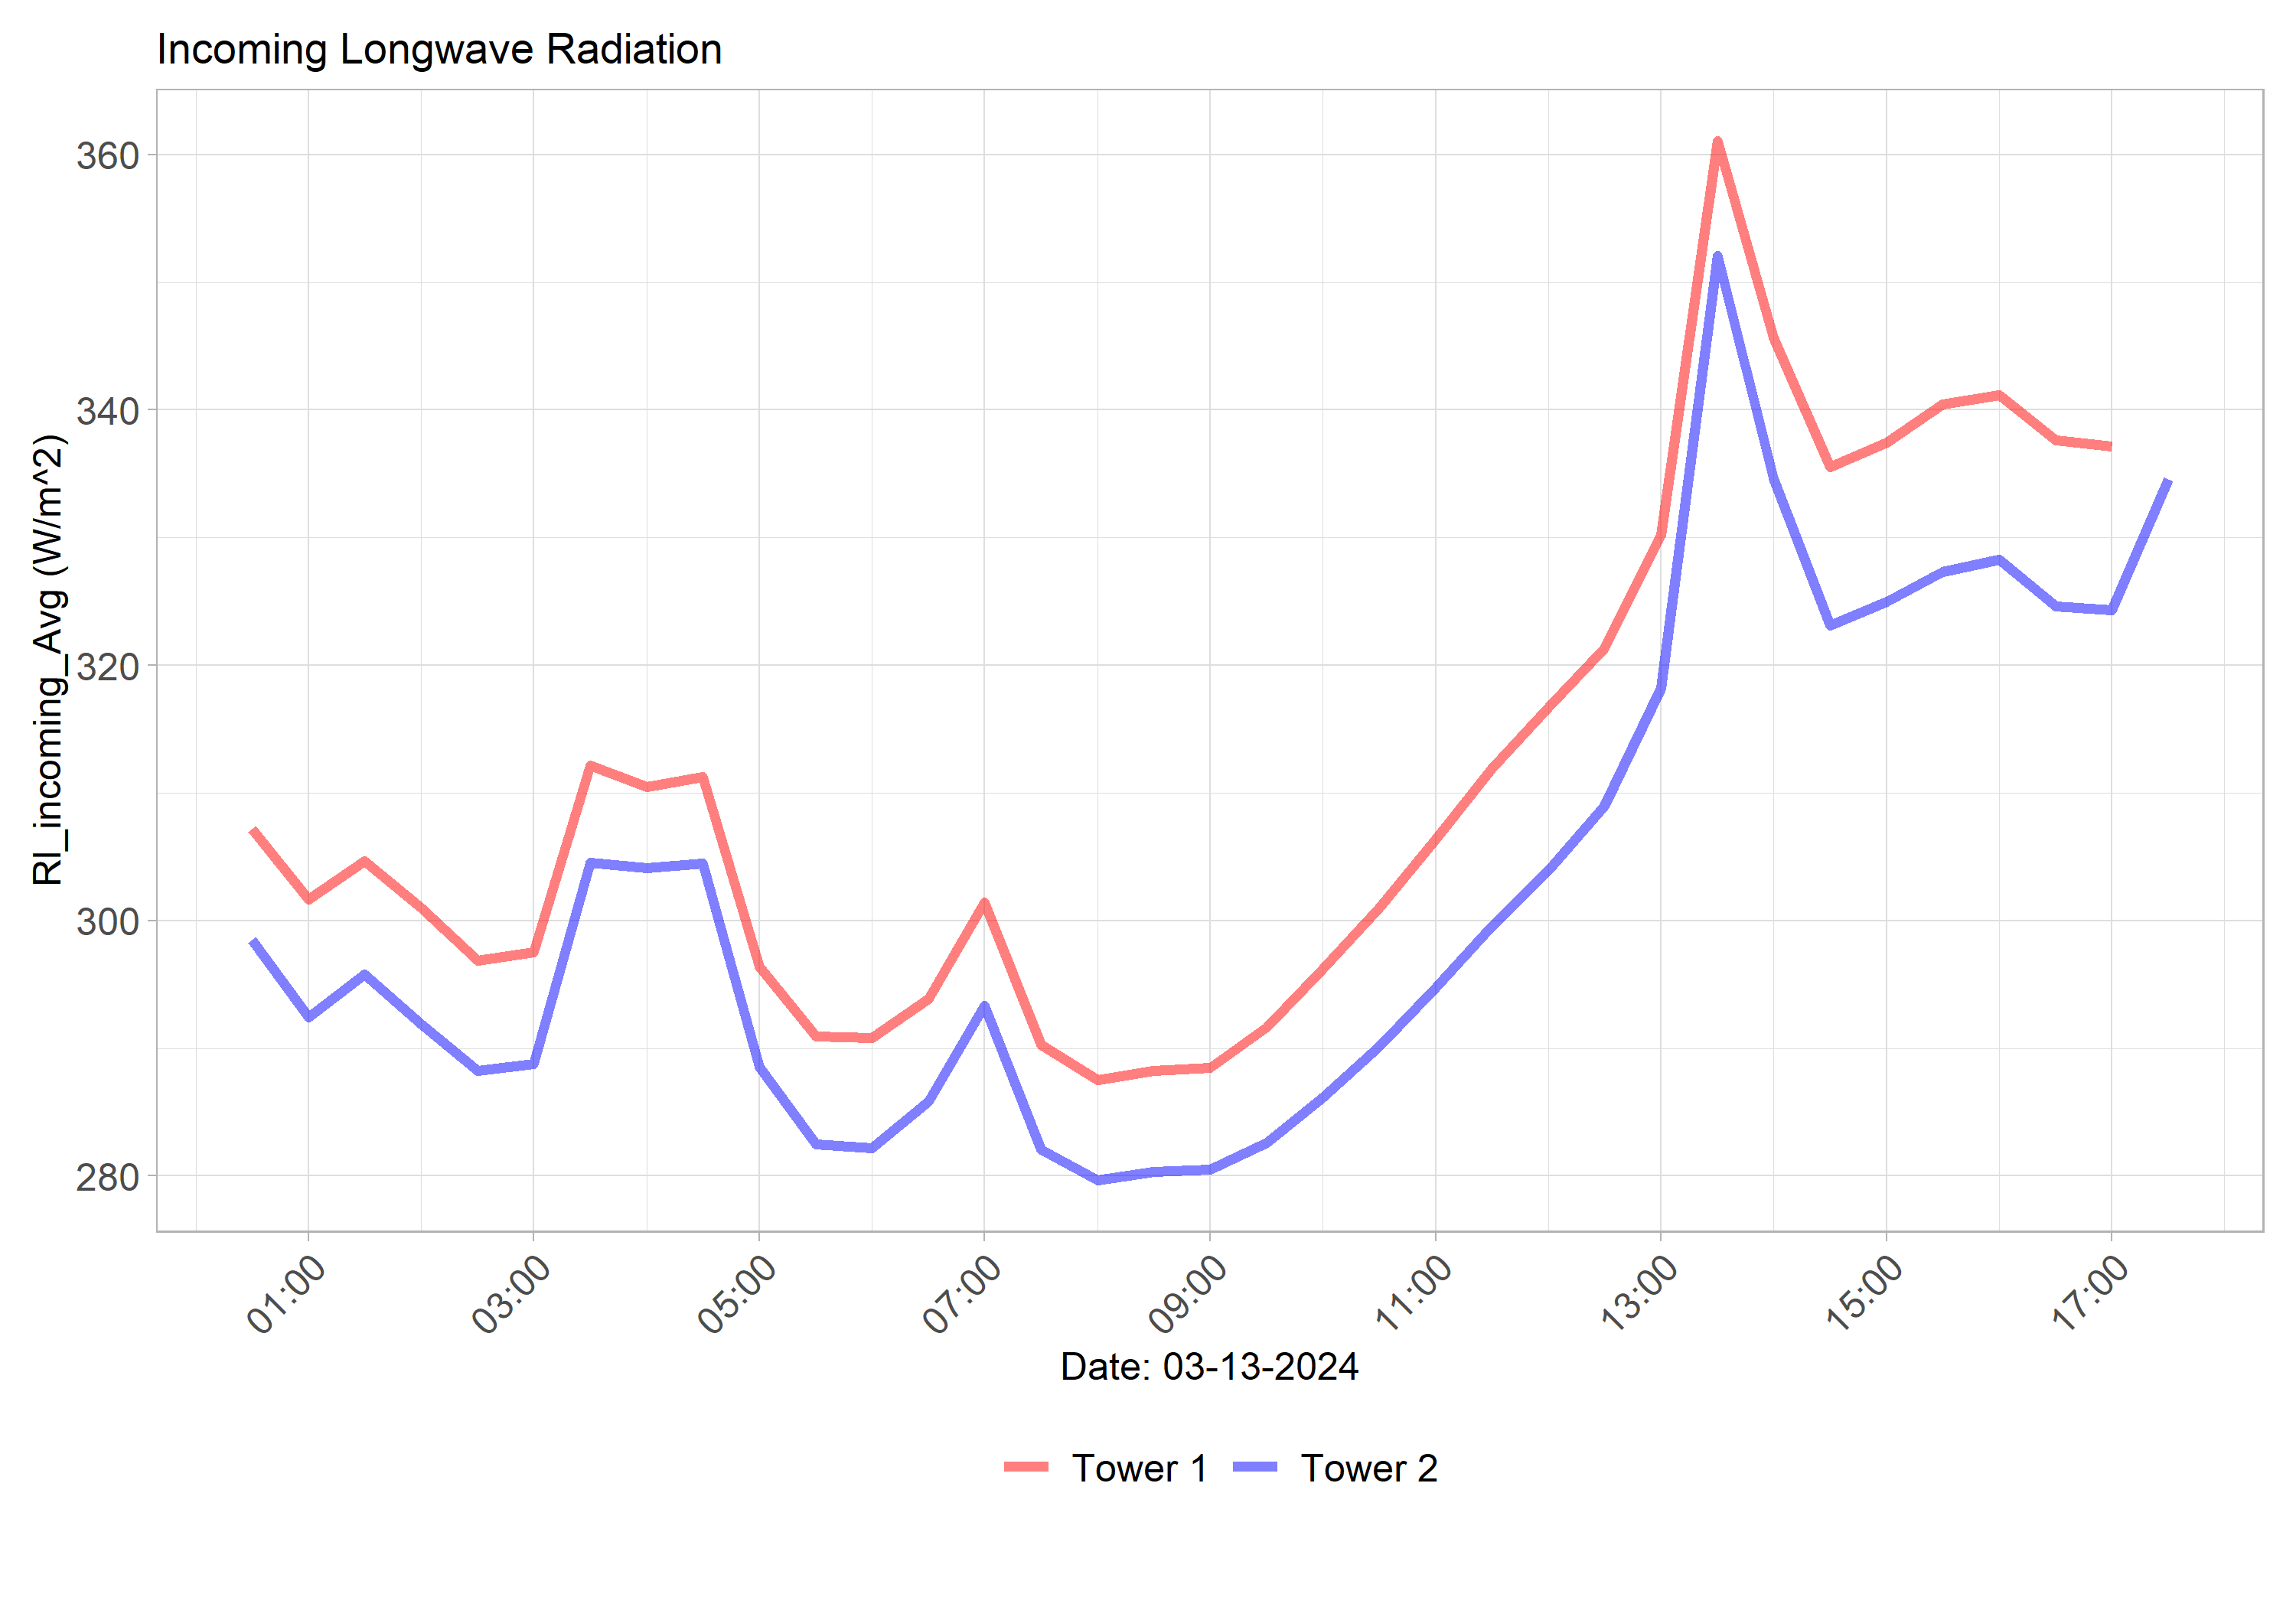 Incoming Longwave Radiation
Rl_incoming_Avg (W/m^2)
360
340
320
300
280
01:00
03:00
05:00
07:00
09:00
11:00
13:00
15:00
17:00
Date: 03-13-2024
Tower 1
Tower 2